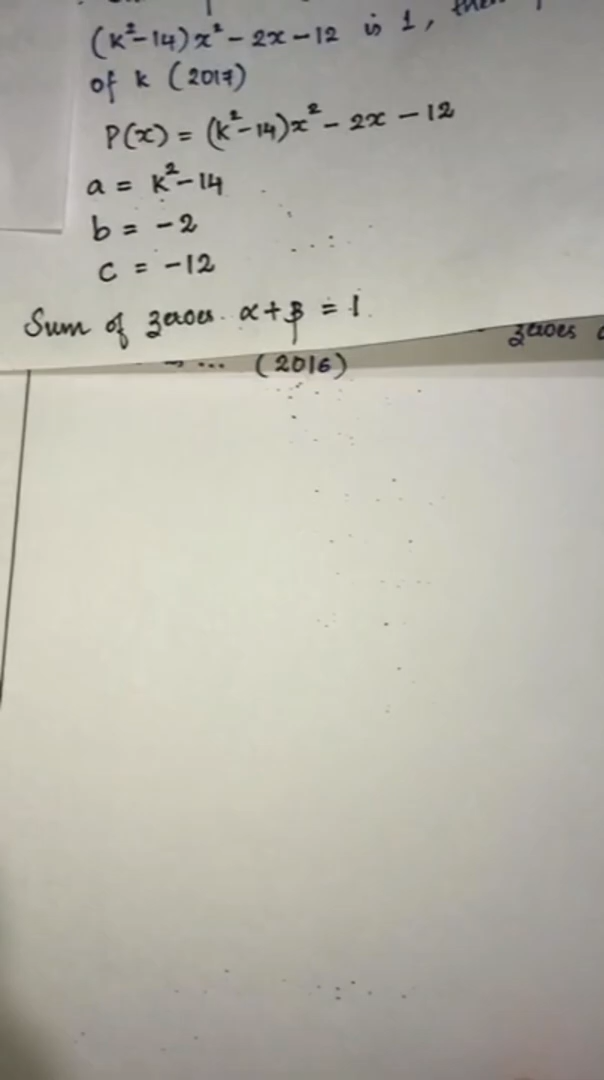 (k²-14)x² - 2x - 12 is 1, then
of k (2017)
P(x) = (k²-14)x² - 2x - 12
a = k²-14
b = -2
c = -12
Sum of zeroes α+β = 1
zeroes
... (2016)